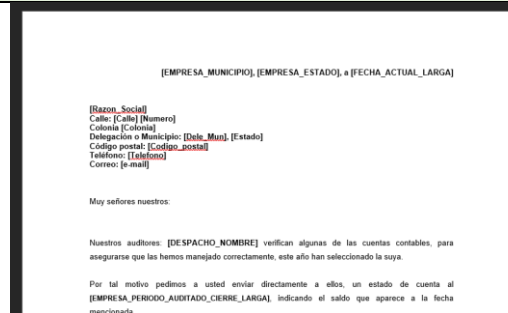 [EMPRESA_MUNICIPIO], [EMPRESA_ESTADO], a [FECHA_ACTUAL_LARGA]
[Razon_Social]
Calle: [Calle] [Numero]
Colonia [Colonia]
Delegación o Municipio: [Dele_Mun], [Estado]
Código postal: [Codigo_postal]
Teléfono: [Telefono]
Correo: [e-mail]
Muy señores nuestros:
Nuestros auditores: [DESPACHO_NOMBRE] verifican algunas de las cuentas contables, para
asegurarse que las hemos manejado correctamente, este año han seleccionado la suya.
Por tal motivo pedimos a usted enviar directamente a ellos, un estado de cuenta al
[EMPRESA_PERIODO_AUDITADO_CIERRE_LARGA], indicando el saldo que aparece a la fecha
mencionada